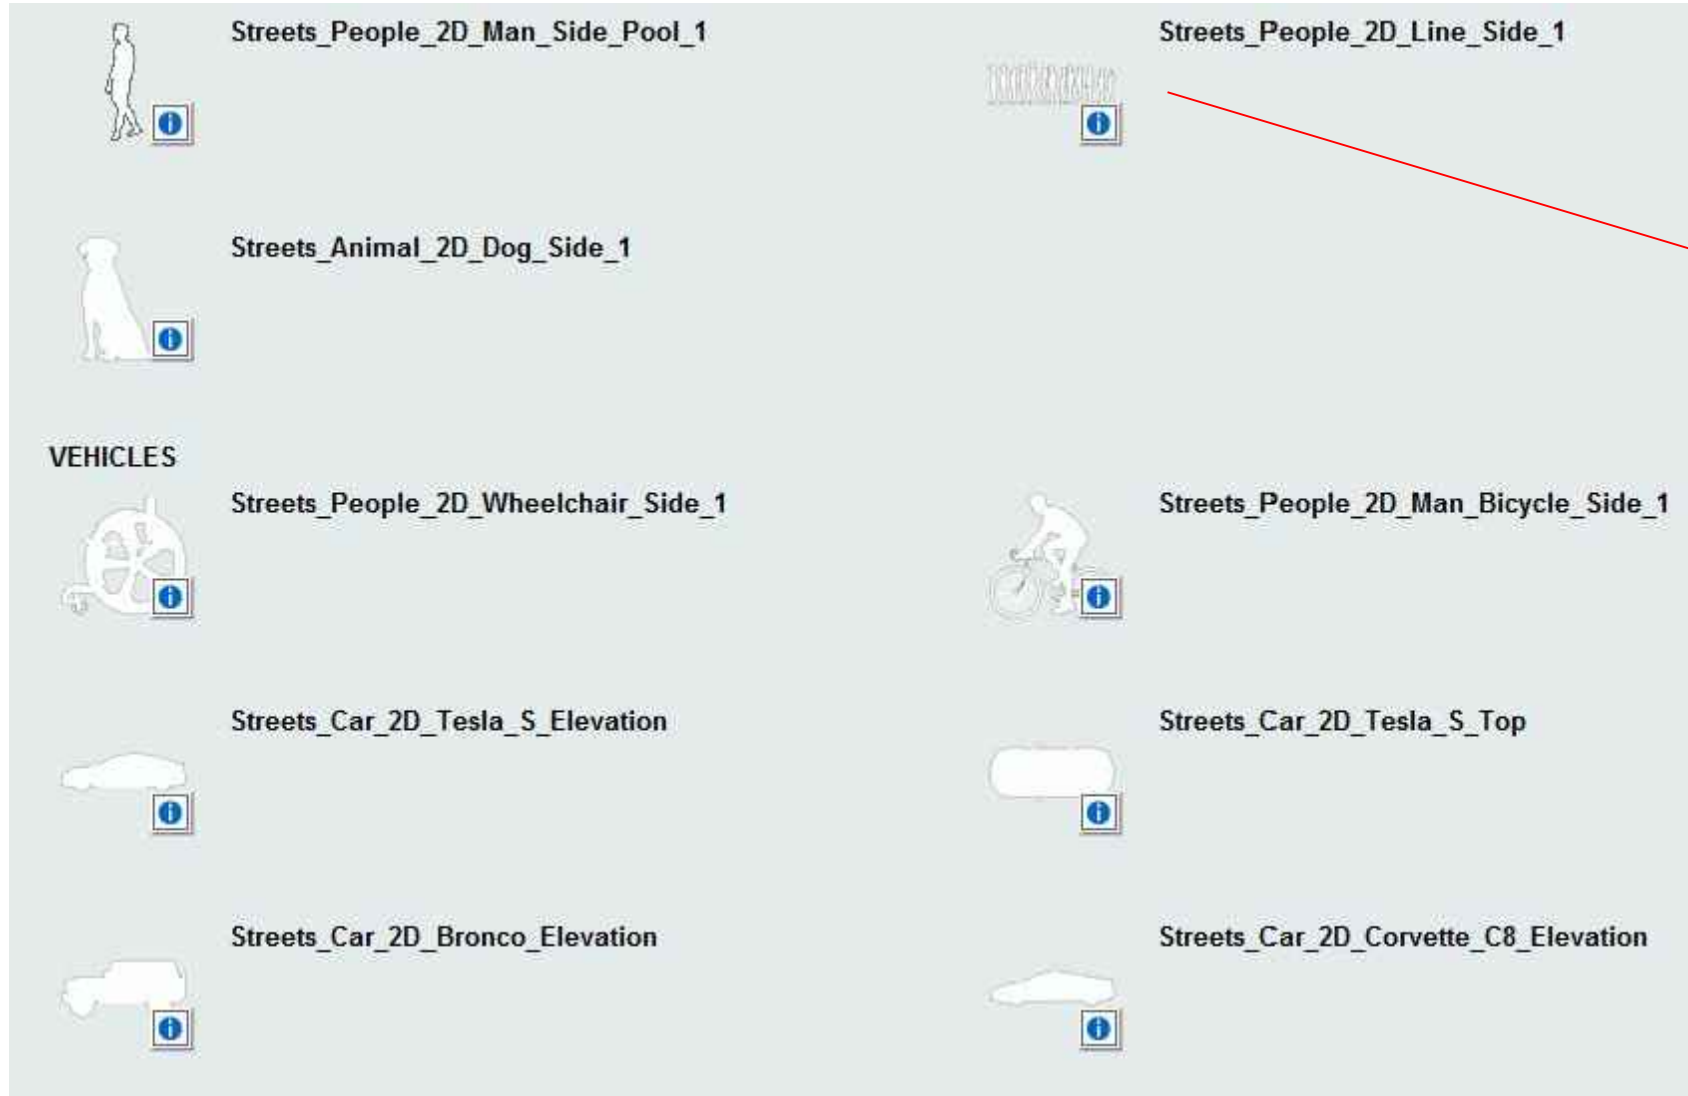 Streets_People_2D_Man_Side_Pool_1
Streets_People_2D_Line_Side_1
Streets_Animal_2D_Dog_Side_1
VEHICLES
Streets_People_2D_Wheelchair_Side_1
Streets_People_2D_Man_Bicycle_Side_1
Streets_Car_2D_Tesla_S_Elevation
Streets_Car_2D_Tesla_S_Top
Streets_Car_2D_Bronco_Elevation
Streets_Car_2D_Corvette_C8_Elevation